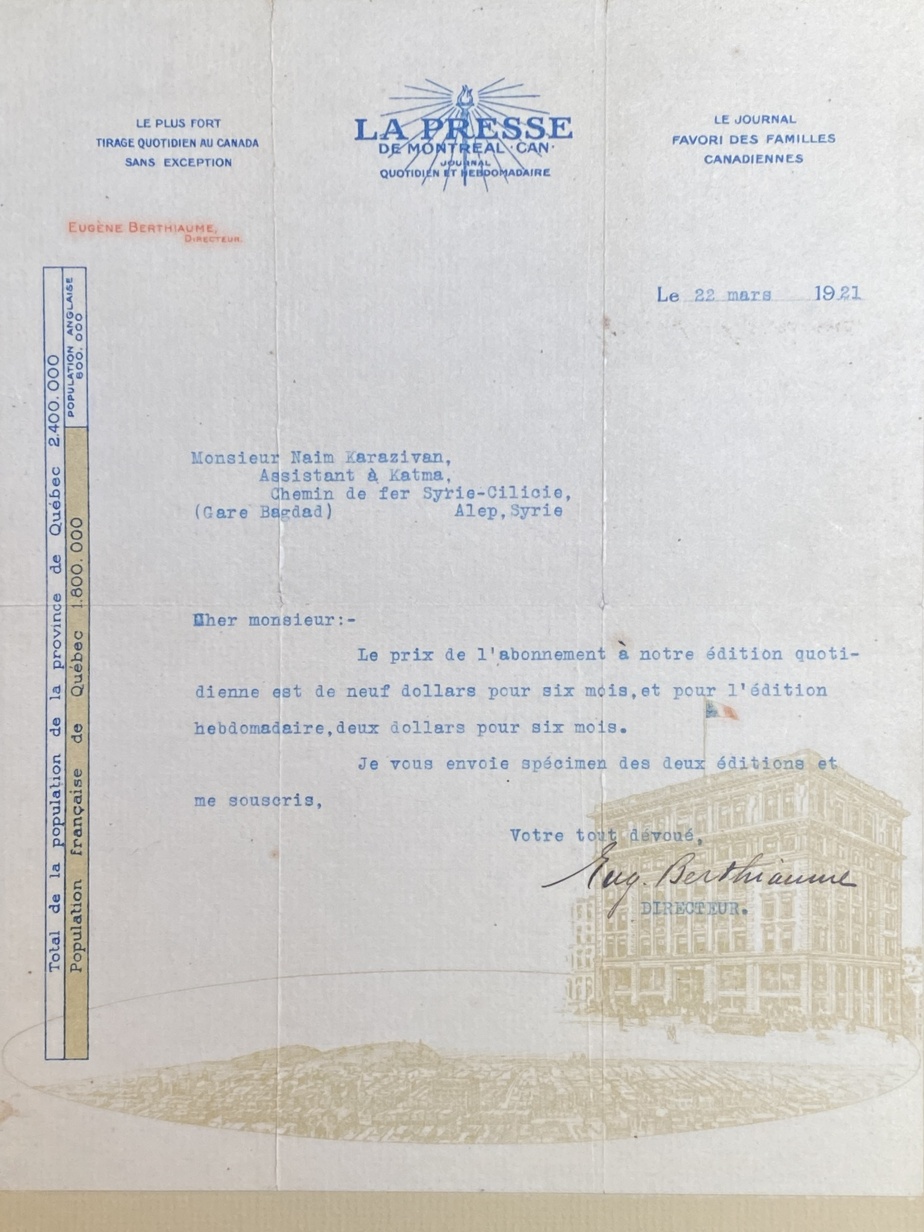 LE PLUS FORT
TIRAGE QUOTIDIEN AU CANADA
SANS EXCEPTION
LA PRESSE
DE MONTREAL · CAN ·
JOURNAL
QUOTIDIEN ET HEBDOMADAIRE
LE JOURNAL
FAVORI DES FAMILLES
CANADIENNES
EUGÈNE BERTHIAUME,
DIRECTEUR.
Total de la population de la province de Québec 2.400.000
Population française de Québec 1.800.000
POPULATION ANGLAISE
600.000
Le 22 mars 1921
Monsieur Naim Karazivan,
Assistant à Katma,
Chemin de fer Syrie-Cilicie,
(Gare Bagdad) Alep,Syrie
Cher monsieur:-
Le prix de l'abonnement à notre édition quoti-
dienne est de neuf dollars pour six mois,et pour l'édition
hebdomadaire,deux dollars pour six mois.
Je vous envoie spécimen des deux éditions et
me souscris,
Votre tout dévoué,
Eug. Berthiaume
DIRECTEUR.